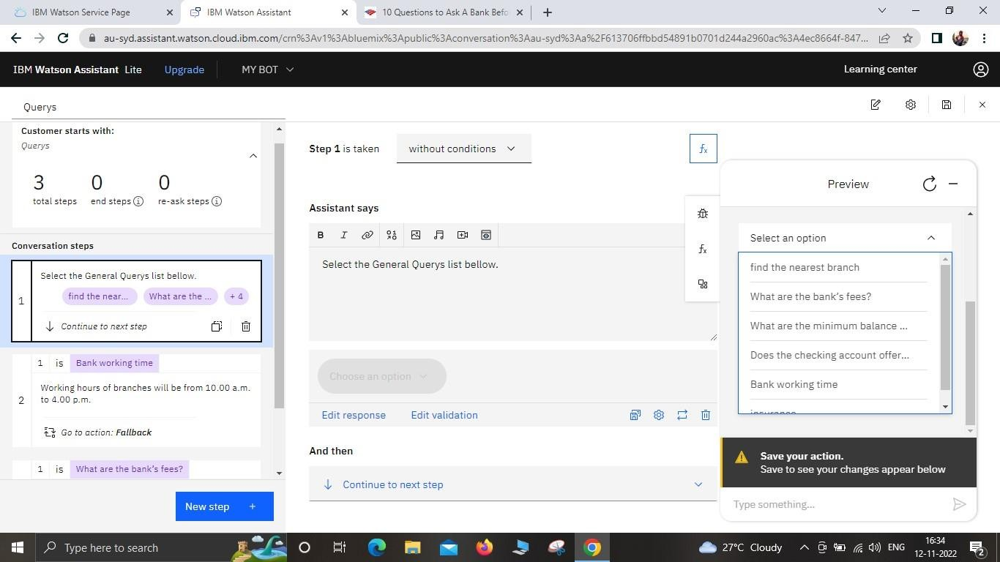 IBM Watson Service Page
IBM Watson Assistant
10 Questions to Ask A Bank Befo
au-syd.assistant.watson.cloud.ibm.com/crn%3Av1%3Abluemix%3Apublic%3Aconversation%3Aau-syd%3Aa%2F613706ffbbd54891b0701d244a2960ac%3A4ec8664f-847...
IBM Watson Assistant Lite
Upgrade
MY BOT
Learning center
Querys
Customer starts with:
Querys
3 0 0
total steps end steps re-ask steps
Conversation steps
1
Select the General Querys list bellow.
find the near... What are the ... + 4
Continue to next step
2
1 is Bank working time
Working hours of branches will be from 10.00 a.m.
to 4.00 p.m.
Go to action: Fallback
1 is What are the bank’s fees?
New step +
Step 1 is taken without conditions
fx
Assistant says
B I
Select the General Querys list bellow.
Choose an option
Edit response Edit validation
And then
Continue to next step
fx
Preview
Select an option
find the nearest branch
What are the bank’s fees?
What are the minimum balance ...
Does the checking account offer...
Bank working time
insurance
Save your action.
Save to see your changes appear below
Type something...
Type here to search
27°C Cloudy
ENG
16:34
12-11-2022
2